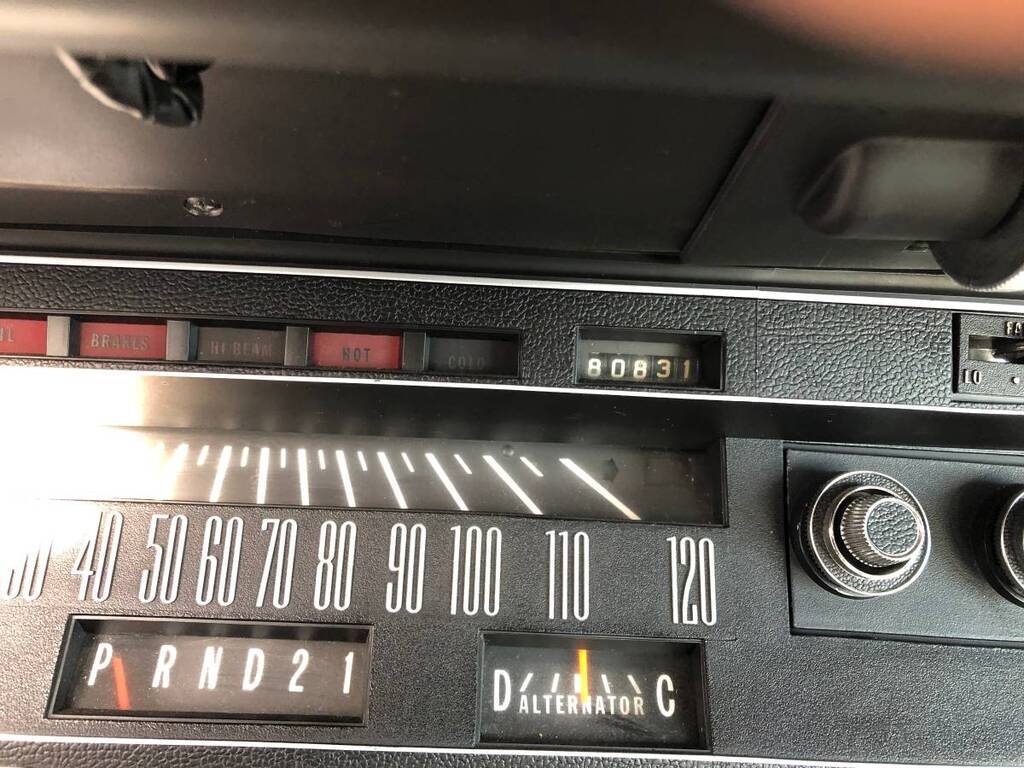 BRAKES HI BEAM HOT COLD
80831
FA
LO
40 50 60 70 80 90 100 110 120
P R N D 2 1
D ALTERNATOR C